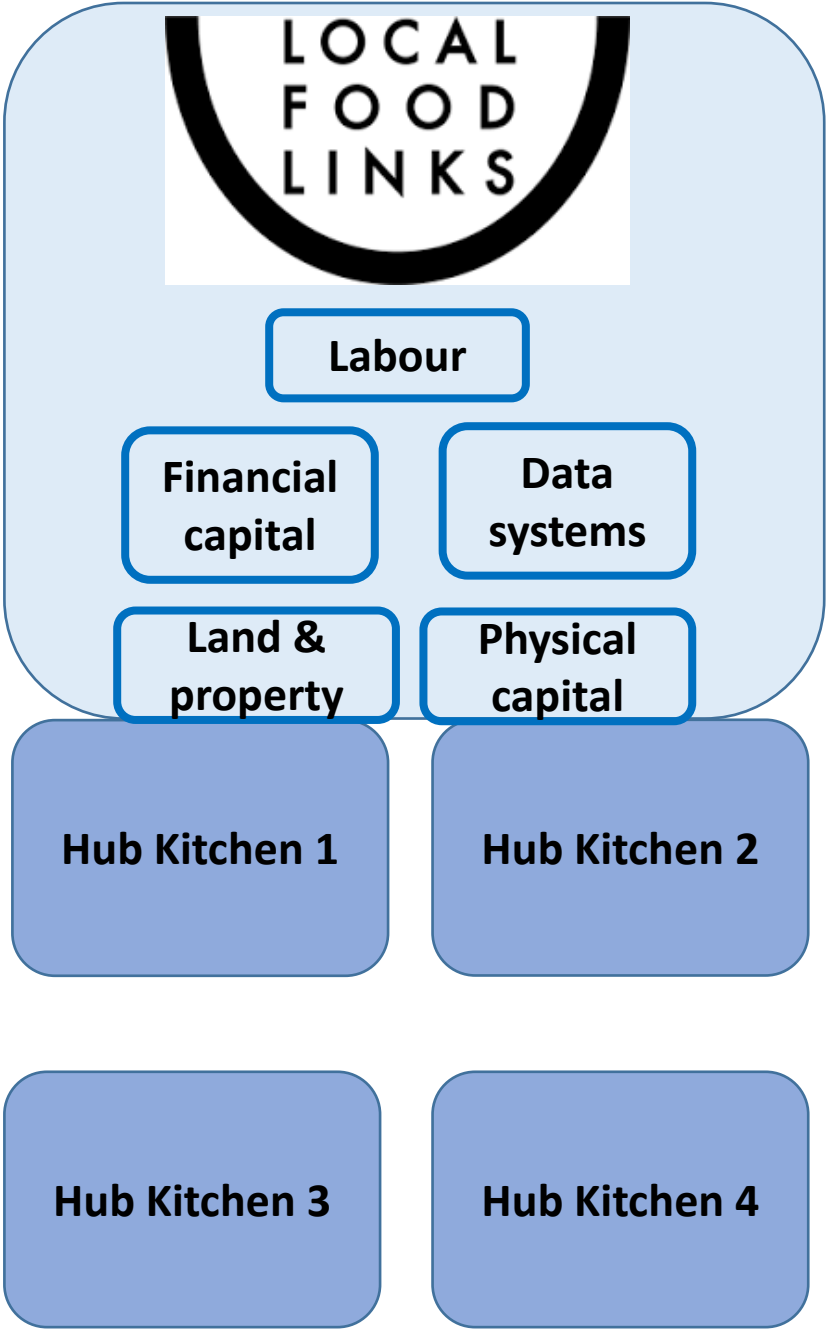 LOCAL
FOOD
LINKS
Labour
Financial
capital
Data
systems
Land &
property
Physical
capital
Hub Kitchen 1
Hub Kitchen 2
Hub Kitchen 3
Hub Kitchen 4